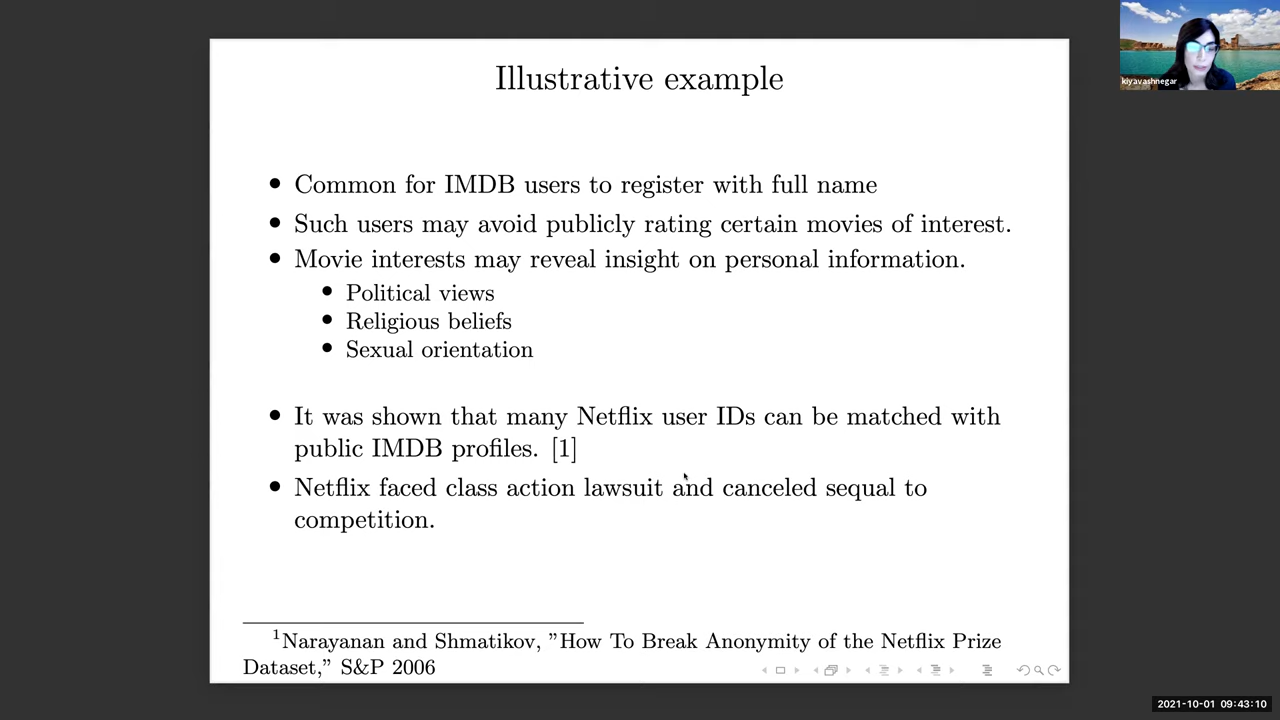 Illustrative example
kiyavashnegar
• Common for IMDB users to register with full name
• Such users may avoid publicly rating certain movies of interest.
• Movie interests may reveal insight on personal information.
• Political views
• Religious beliefs
• Sexual orientation
• It was shown that many Netflix user IDs can be matched with
public IMDB profiles. [1]
• Netflix faced class action lawsuit and canceled sequal to
competition.
1Narayanan and Shmatikov, ”How To Break Anonymity of the Netflix Prize
Dataset,” S&P 2006
2021-10-01 09:43:10